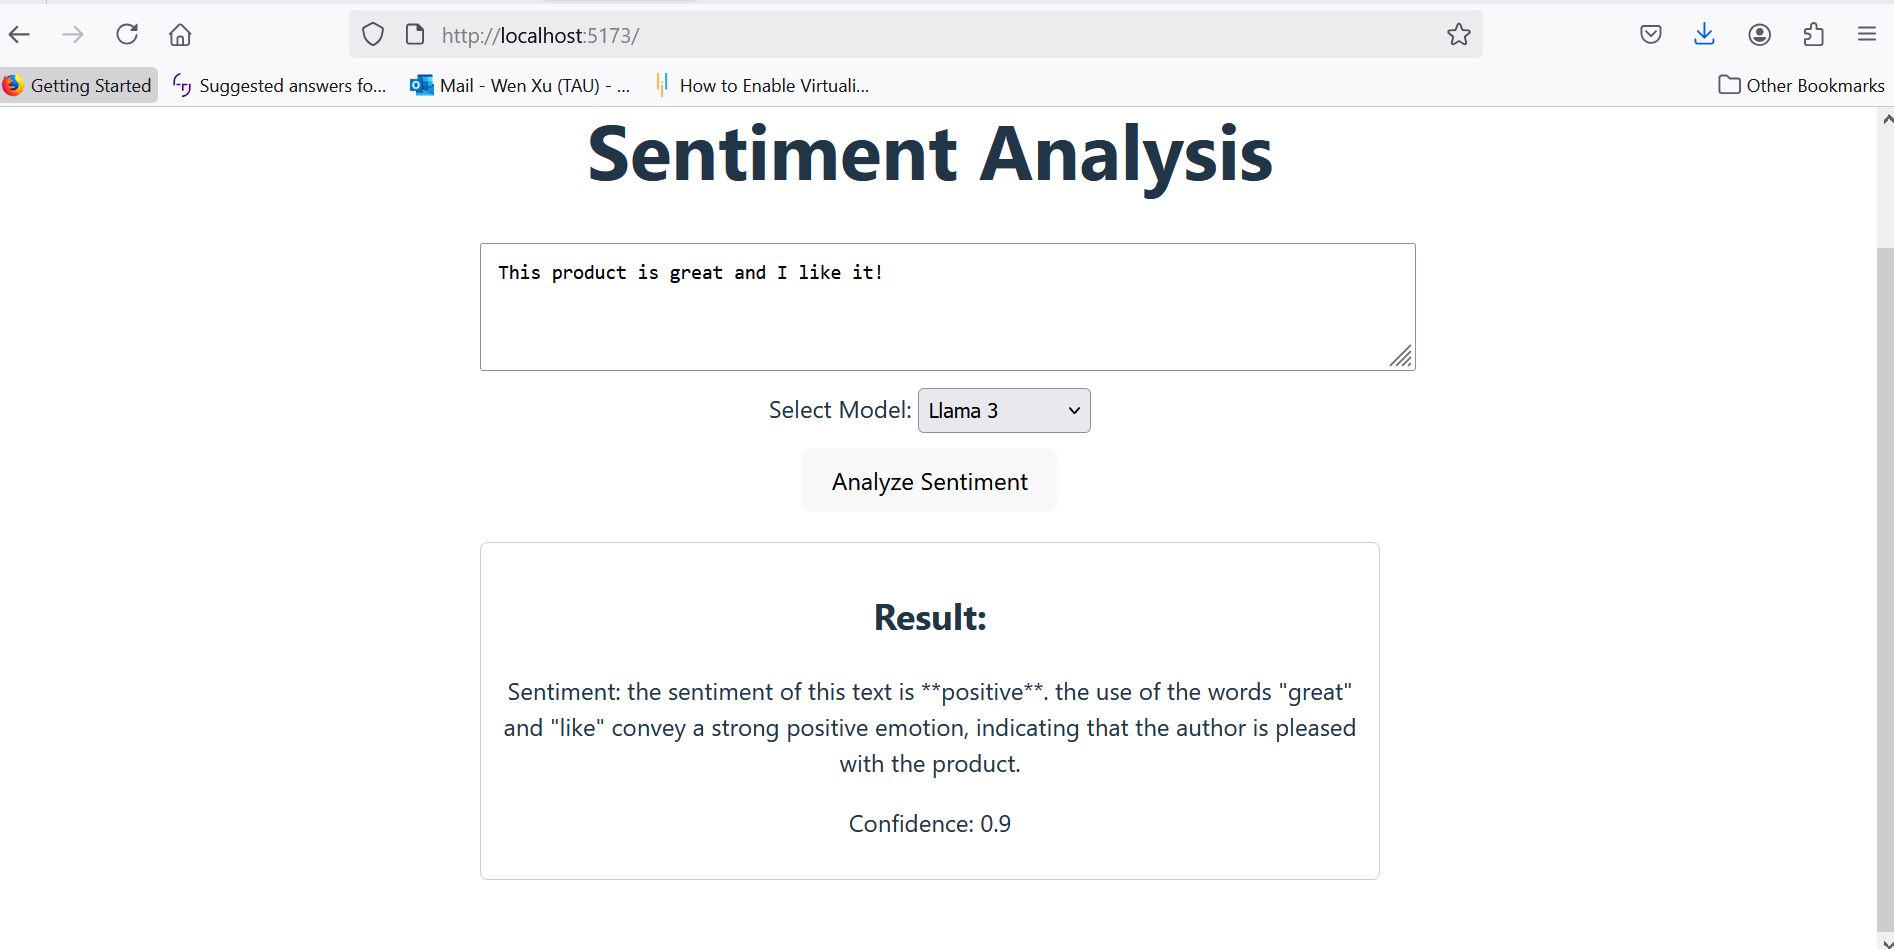 http://localhost:5173/
Getting Started
Suggested answers fo...
Mail - Wen Xu (TAU) - ...
How to Enable Virtuali...
Other Bookmarks
Sentiment Analysis
This product is great and I like it!
Select Model: Llama 3
Analyze Sentiment
Result:
Sentiment: the sentiment of this text is **positive**. the use of the words "great"
and "like" convey a strong positive emotion, indicating that the author is pleased
with the product.
Confidence: 0.9